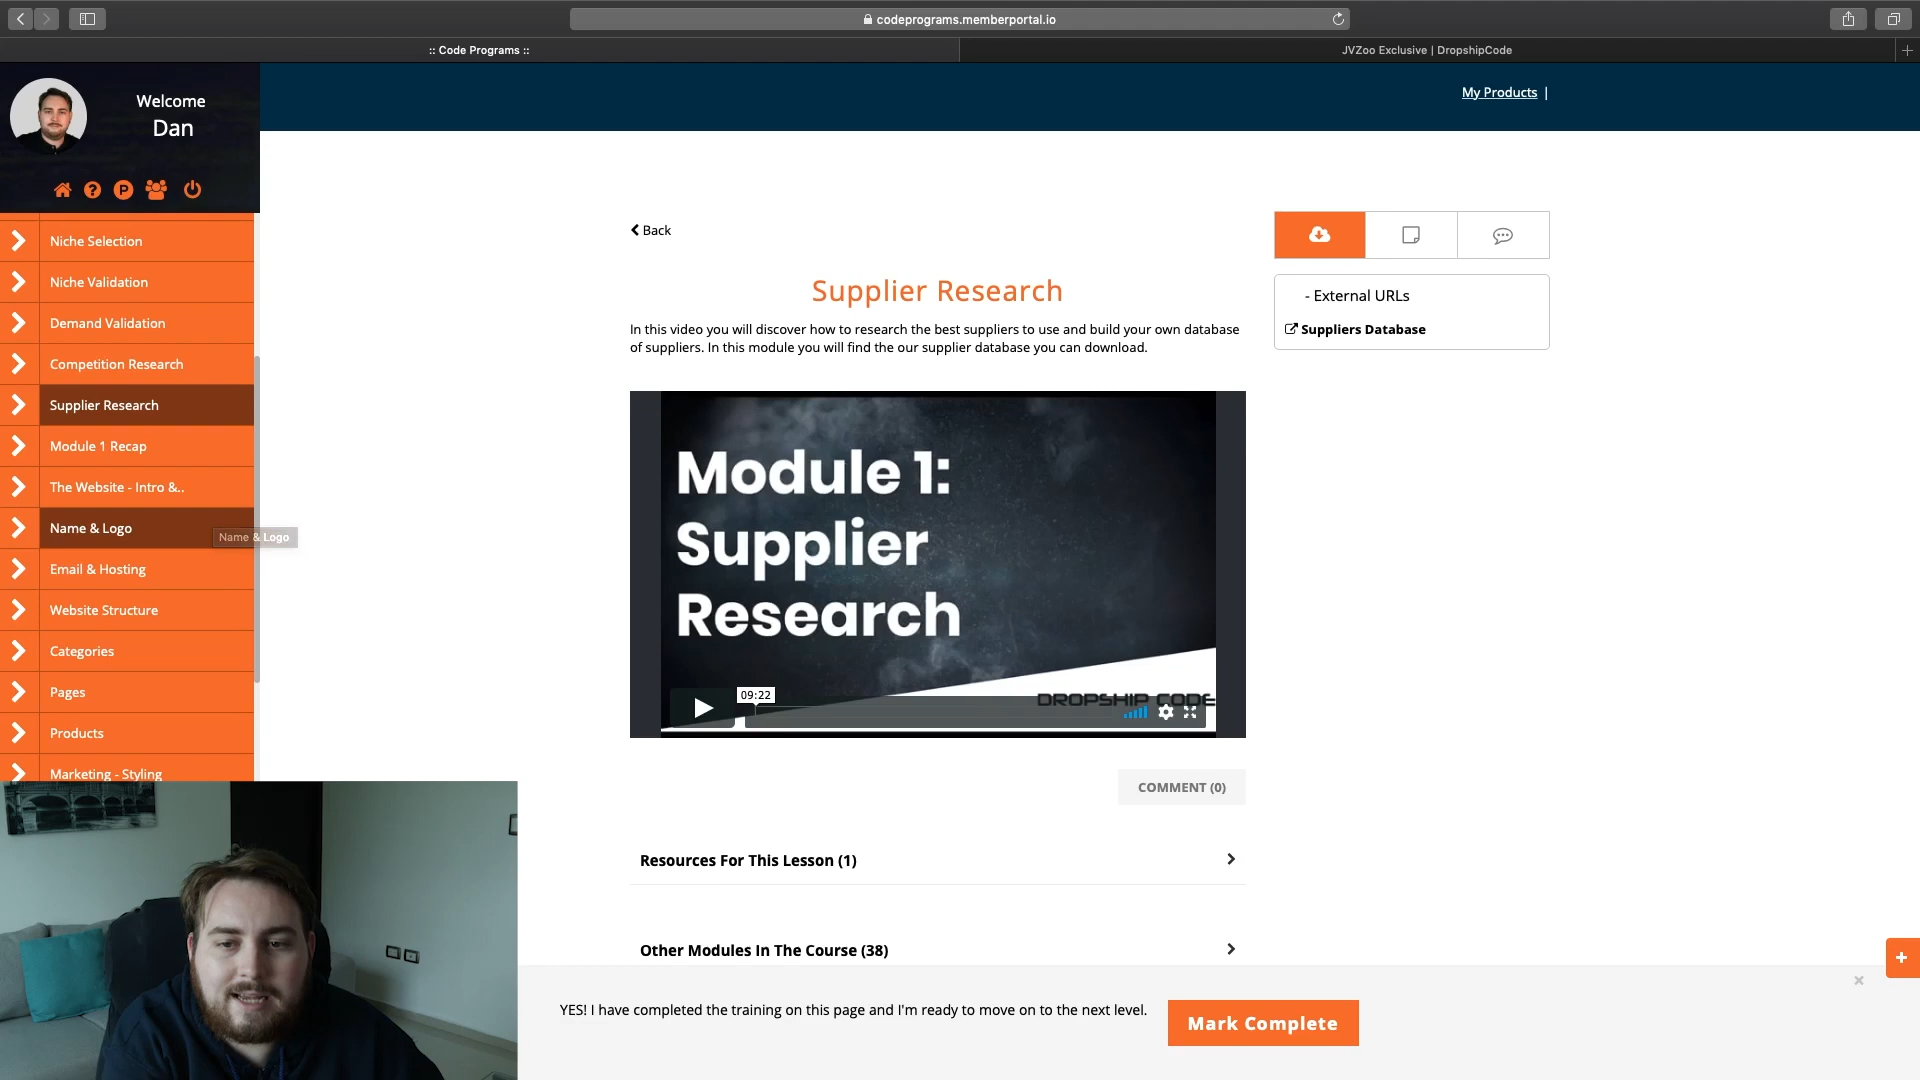 codeprograms.memberportal.io
:: Code Programs ::
JVZoo Exclusive | DropshipCode
Welcome
Dan
My Products |
Niche Selection
Niche Validation
Demand Validation
Competition Research
Supplier Research
Module 1 Recap
The Website - Intro &..
Name & Logo
Name & Logo
Email & Hosting
Website Structure
Categories
Pages
Products
Marketing - Styling
Back
Supplier Research
In this video you will discover how to research the best suppliers to use and build your own database
of suppliers. In this module you will find the our supplier database you can download.
Module 1:
Supplier
Research
09:22
DROPSHIP CODE
COMMENT (0)
Resources For This Lesson (1)
Other Modules In The Course (38)
- External URLs
Suppliers Database
YES! I have completed the training on this page and I'm ready to move on to the next level.
Mark Complete